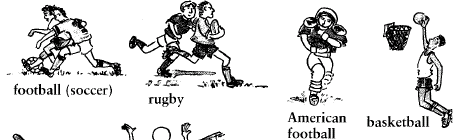 football (soccer)
rugby
American
football
basketball